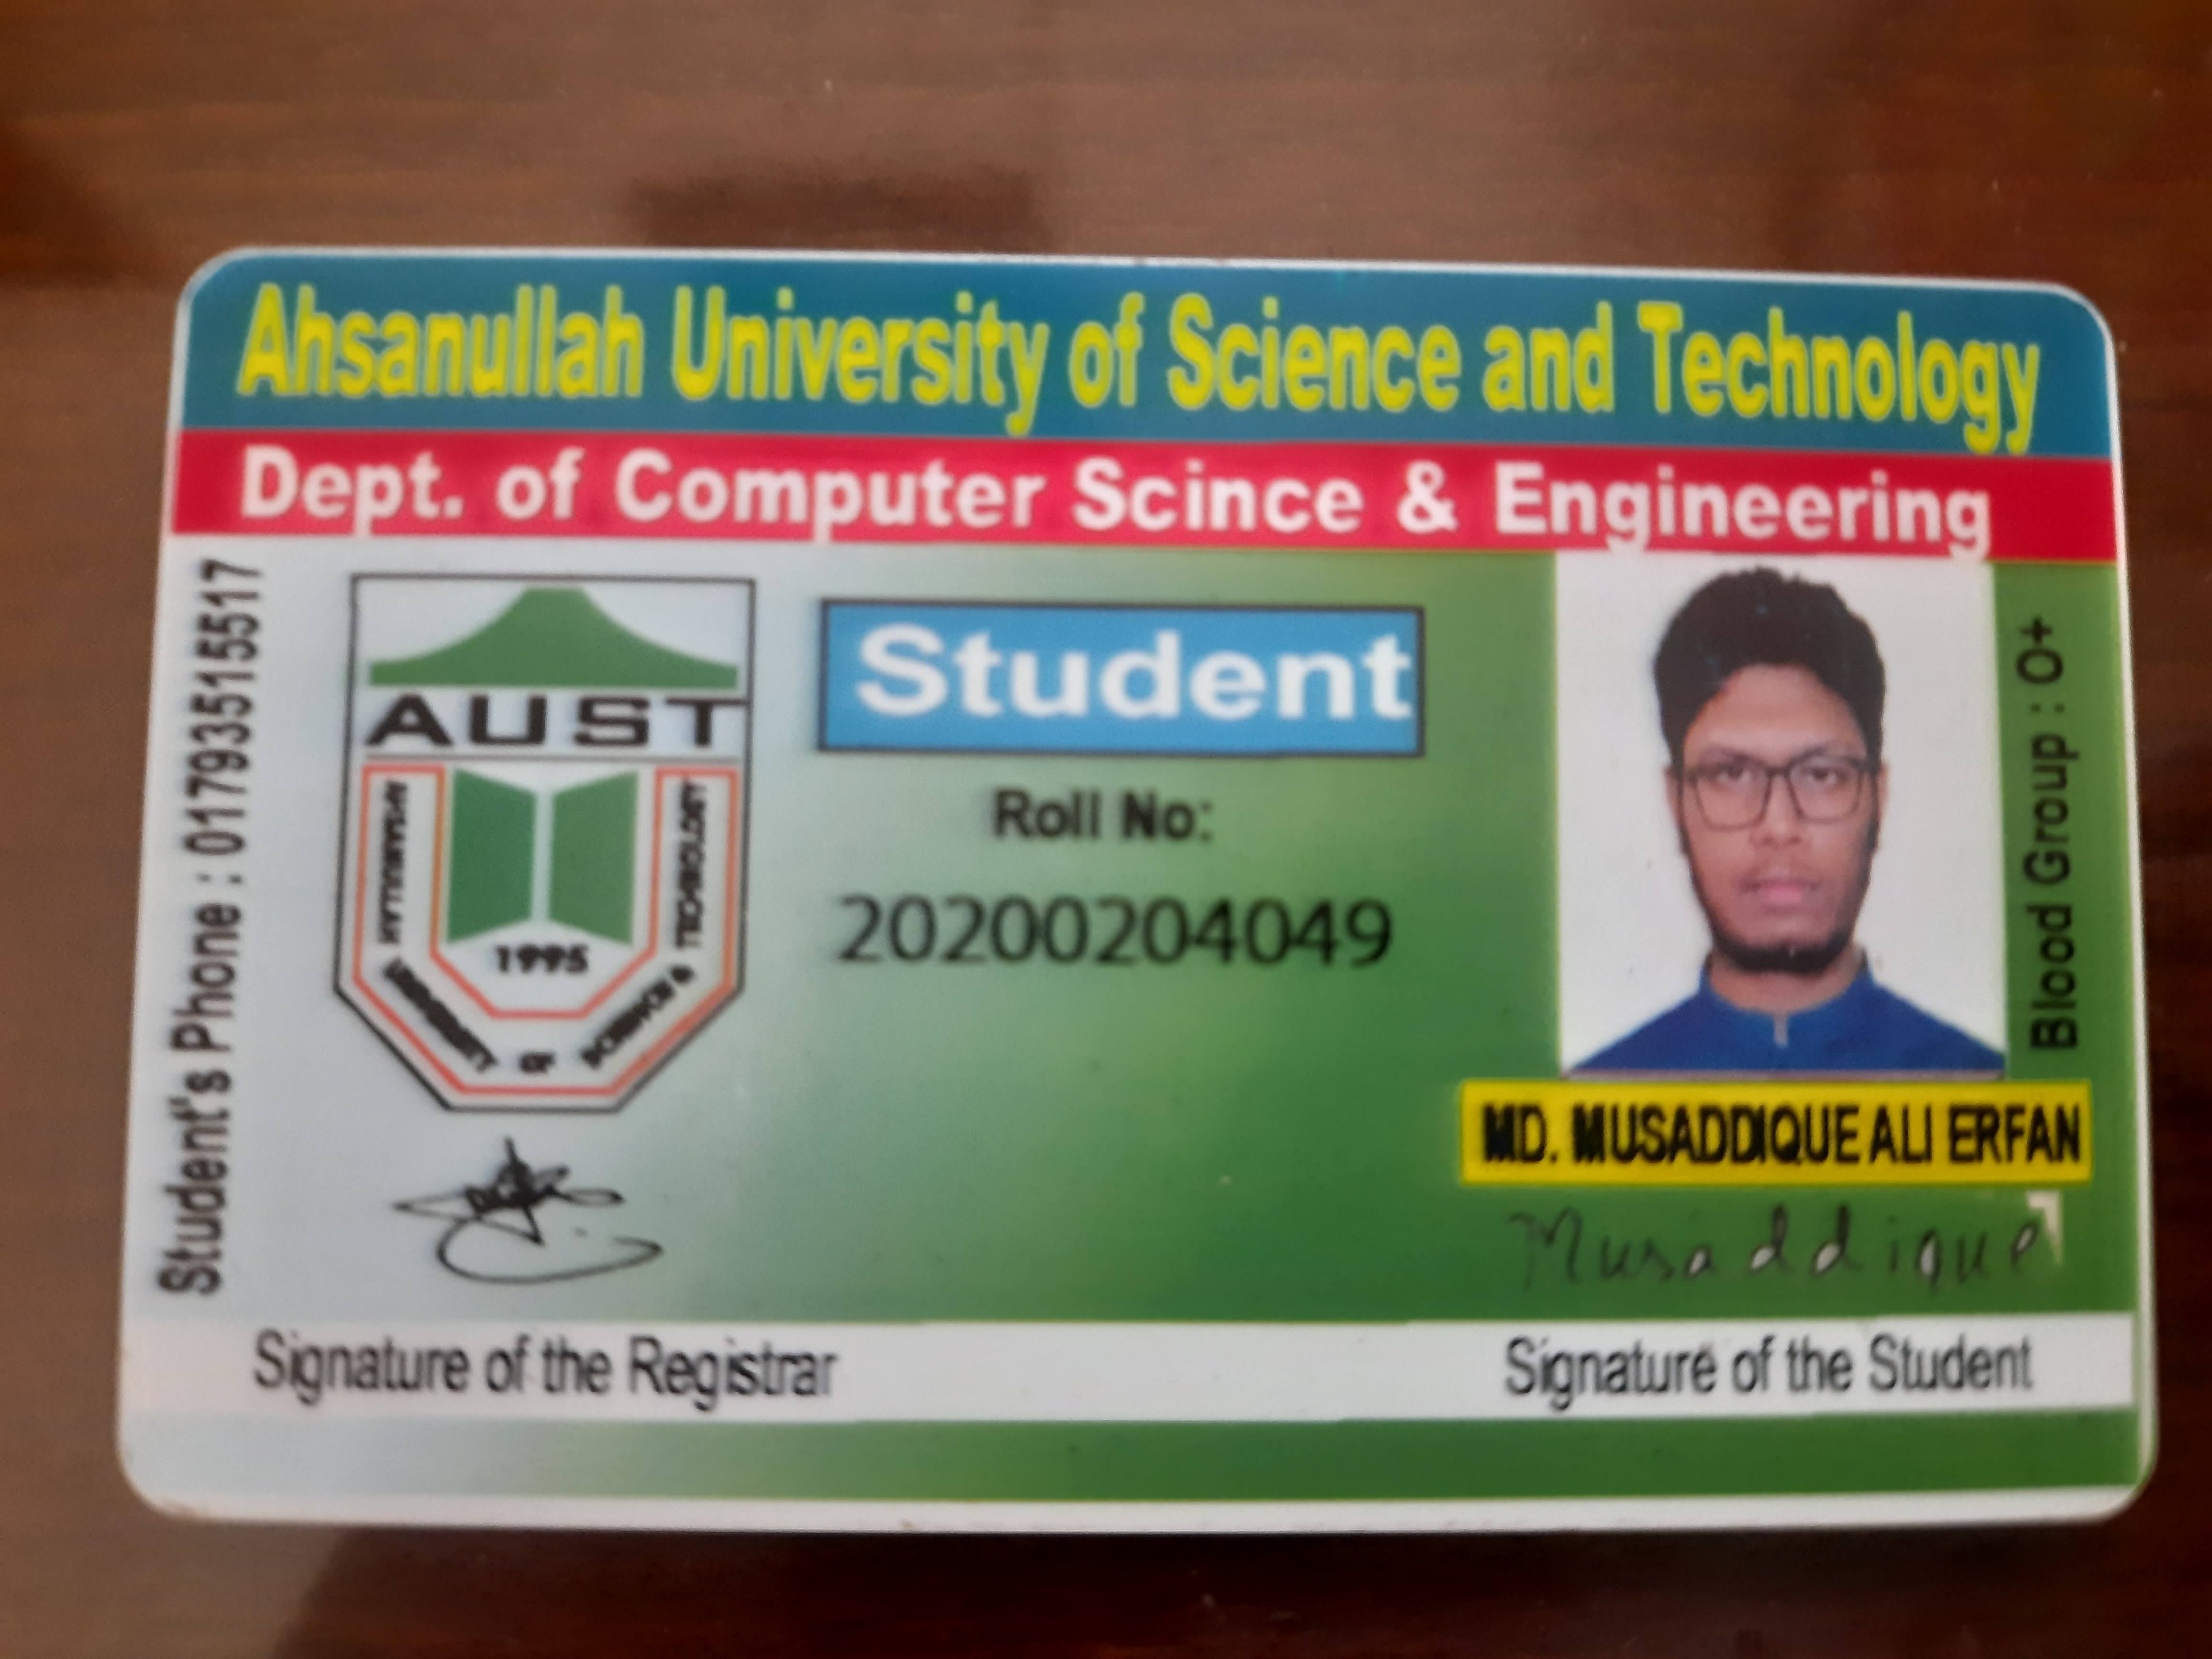 Ahsanullah University of Science and Technology
Dept. of Computer Scince & Engineering
Student's Phone : 01793515517
AUST
AHSANULLAH UNIVERSITY OF SCIENCE & TECHNOLOGY
1995
Student
Roll No:
20200204049
Blood Group : O+
MD. MUSADDIQUE ALI ERFAN
Musaddique
Signature of the Registrar
Signature of the Student